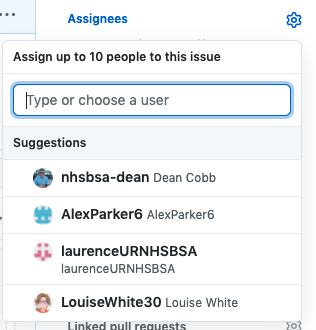 Assignees
Assign up to 10 people to this issue
Type or choose a user
Suggestions
nhsbsa-dean Dean Cobb
AlexParker6 AlexParker6
laurenceURNHSBSA
laurenceURNHSBSA
LouiseWhite30 Louise White
Linked pull requests